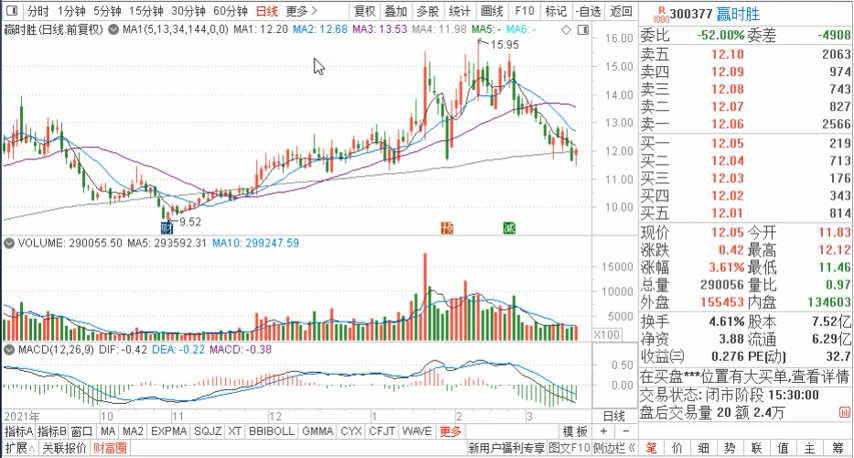 分时 1分钟 5分钟 15分钟 30分钟 60分钟 日线 更多> 复权 叠加 多股 统计 画线 F10 标记 -自选 返回
R 1000 300377 赢时胜
赢时胜(日线.前复权) MA1(5,13,34,144,0,0) MA1: 12.20 MA2: 12.68 MA3: 13.53 MA4: 11.98 MA5: - MA6: -
委比 -52.00% 委差 -4908
卖五 12.10 2063
卖四 12.09 974
卖三 12.08 743
卖二 12.07 827
卖一 12.06 2566
买一 12.05 219
买二 12.04 713
买三 12.03 176
买四 12.02 343
买五 12.01 814
现价 12.05 今开 11.83
涨跌 0.42 最高 12.12
涨幅 3.61% 最低 11.46
总量 290056 量比 0.97
外盘 155453 内盘 134603
换手 4.61% 股本 7.52亿
净资 3.88 流通 6.29亿
收益㈢ 0.276 PE(动) 32.7
在买盘***位置有大买单,查看详情
交易状态: 闭市阶段 15:30:00
盘后交易量 20 额 2.4万
16.00
15.00
14.00
13.00
12.00
11.00
10.00
15.95
9.52
财
榜
减
VOLUME: 290055.50 MA5: 293592.31 MA10: 299247.59
15000
10000
5000
X100
MACD(12,26,9) DIF: -0.42 DEA: -0.22 MACD: -0.38
0.50
0.00
2021年 10 11 12 1 2 3 日线
指标A 指标B 窗口 MA MA2 EXPMA SQJZ XT BBIBOLL GMMA CYX CFJT WAVE 更多 模板 + -
扩展∧ 关联报价 财富圈 新用户福利专享 图文F10 侧边栏《
笔 价 细 势 联 值 主 筹